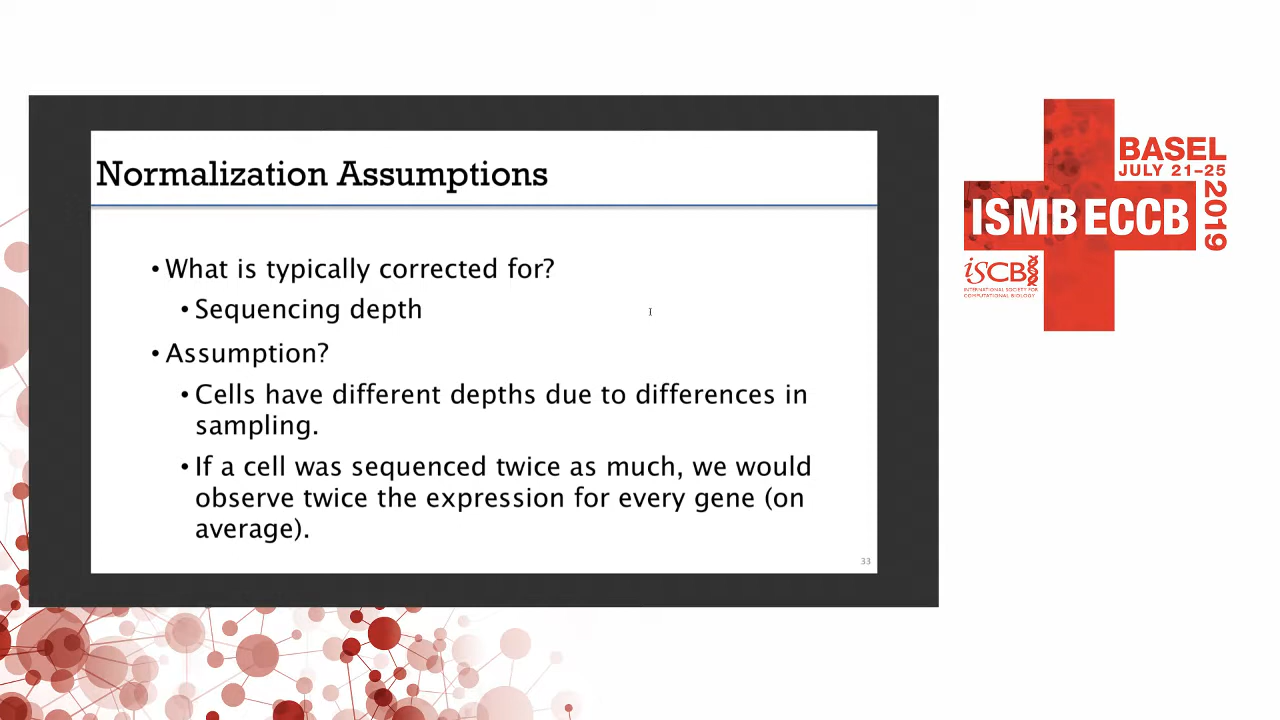 Normalization Assumptions
• What is typically corrected for?
• Sequencing depth
• Assumption?
• Cells have different depths due to differences in
sampling.
• If a cell was sequenced twice as much, we would
observe twice the expression for every gene (on
average).
33
BASEL
JULY 21–25
2019
ISMB ECCB
iSCB
INTERNATIONAL SOCIETY FOR
COMPUTATIONAL BIOLOGY